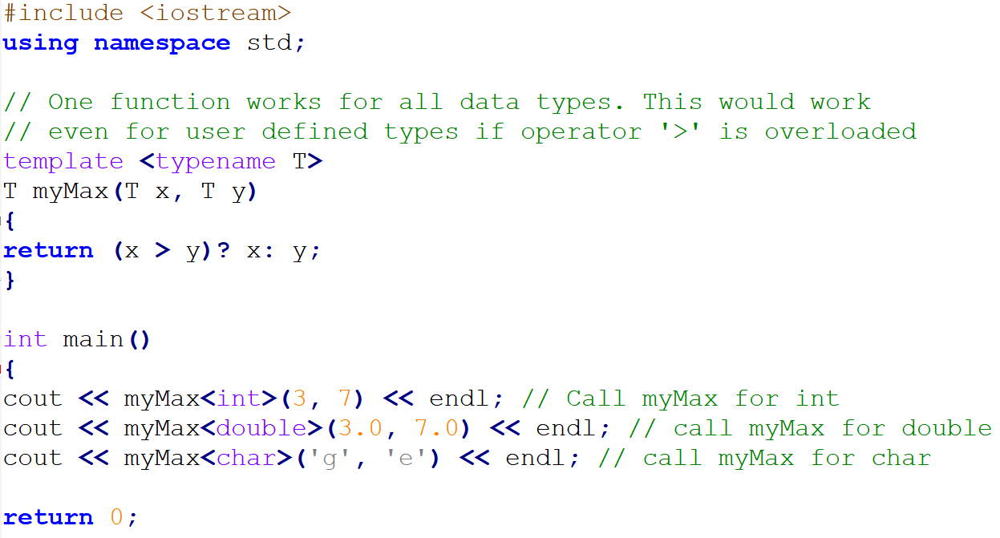 #include <iostream>
using namespace std;
// One function works for all data types. This would work
// even for user defined types if operator '>' is overloaded
template <typename T>
T myMax(T x, T y)
{
return (x > y)? x: y;
}
int main()
{
cout << myMax<int>(3, 7) << endl; // Call myMax for int
cout << myMax<double>(3.0, 7.0) << endl; // call myMax for double
cout << myMax<char>('g', 'e') << endl; // call myMax for char
return 0;